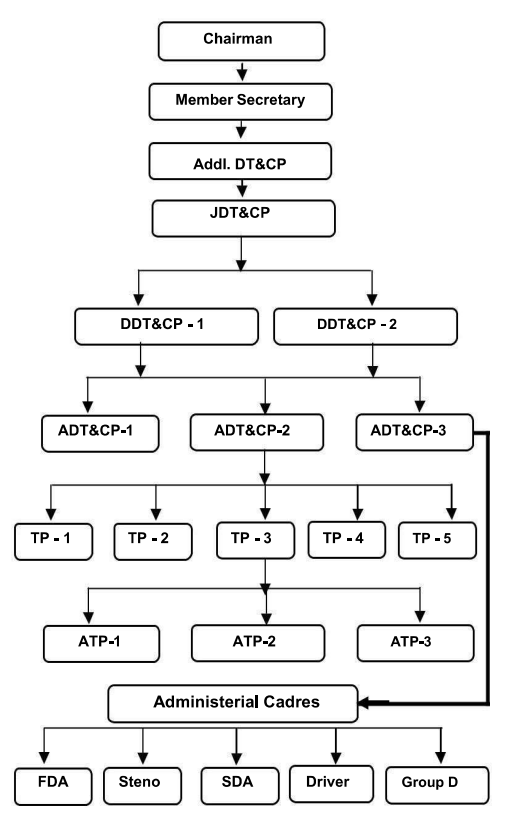 Chairman
Member Secretary
Addl. DT&CP
JDT&CP
DDT&CP - 1
DDT&CP - 2
ADT&CP-1
ADT&CP-2
ADT&CP-3
TP - 1
TP - 2
TP - 3
TP - 4
TP - 5
ATP-1
ATP-2
ATP-3
Administerial Cadres
FDA
Steno
SDA
Driver
Group D